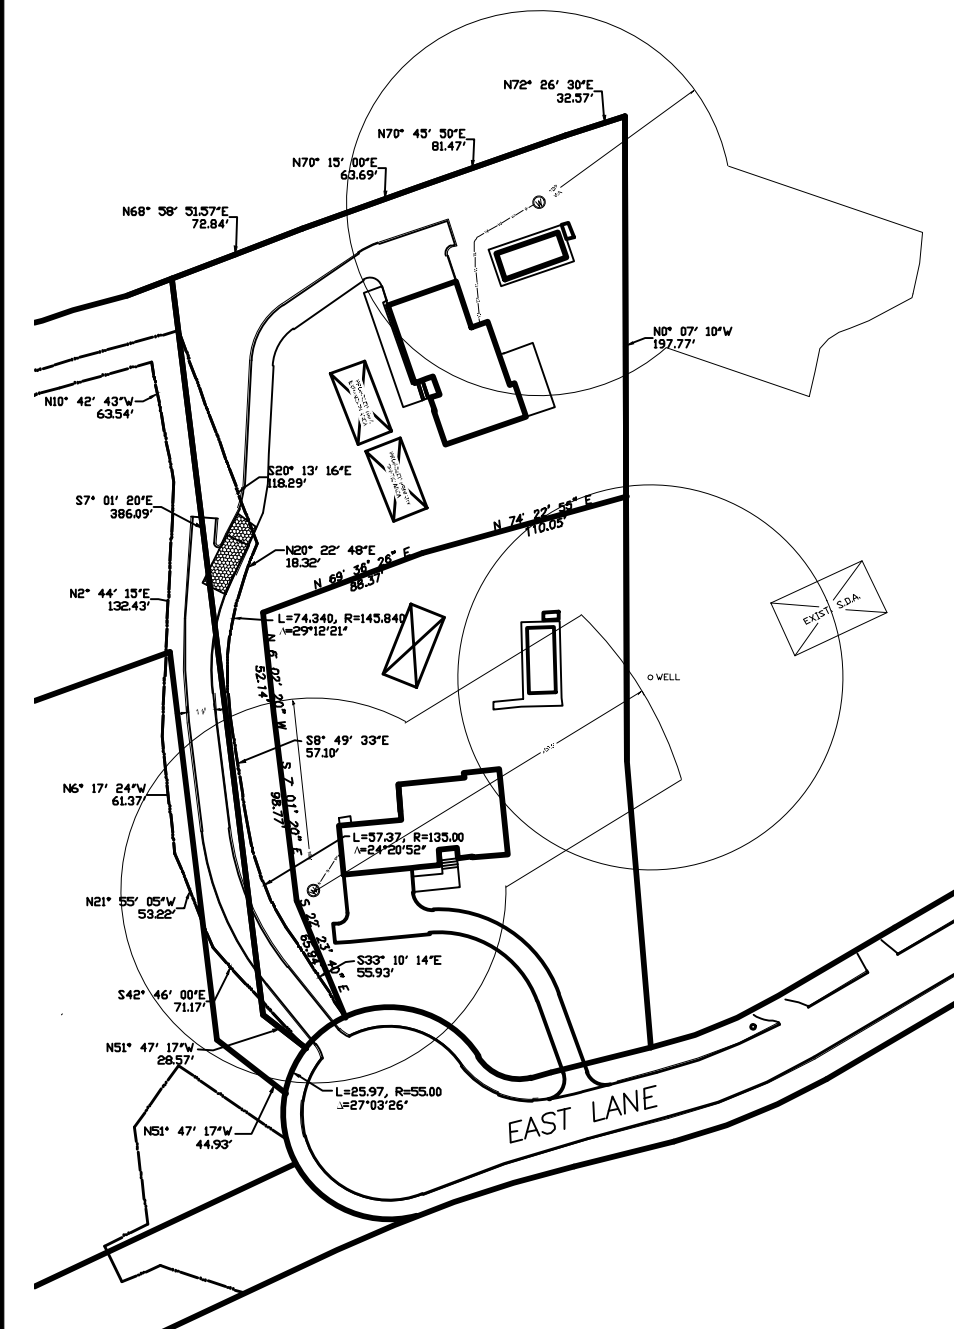 N72° 26' 30"E
32.57'
N70° 45' 50"E
81.47'
N70° 15' 00"E
63.69'
N68° 58' 51.57"E
72.84'
W
N0° 07' 10"W
197.77'
N10° 42' 43"W
63.54'
S20° 13' 16"E
118.29'
S7° 01' 20"E
386.09'
N 74° 22' 55" E
110.05'
N20° 22' 48"E
18.32'
N 69° 36' 26" E
88.37'
N2° 44' 15"E
132.43'
EXIST. S.D.A.
L=74.340, R=145.840
Δ=29°12'21"
N 6° 02' 20" W
52.14'
WELL
S8° 49' 33"E
57.10'
S 7° 01' 20" E
98.77'
N6° 17' 24"W
61.37'
L=57.37, R=135.00
Δ=24°20'52"
W
N21° 55' 05"W
53.22'
S 22° 23' 40" E
65.94'
S33° 10' 14"E
55.93'
S42° 46' 00"E
71.17'
N51° 47' 17"W
28.57'
L=25.97, R=55.00
Δ=27°03'26"
EAST LANE
N51° 47' 17"W
44.93'